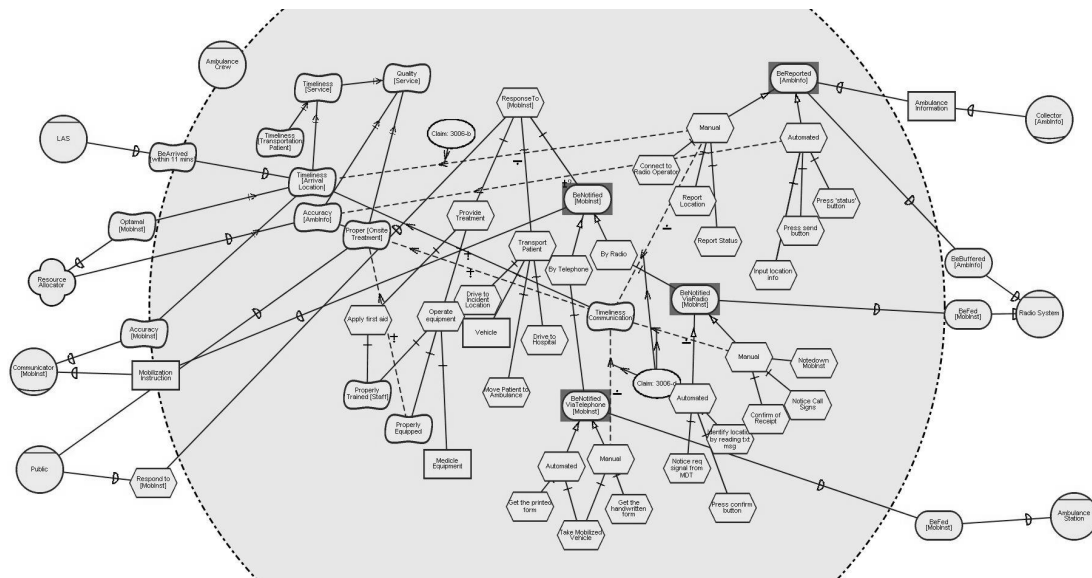 Ambulance
Crew
Quality
[Service]
Timeliness
[Service]
BeReported
[AmbInfo]
ResponseTo
[MobInst]
Ambulance
Information
Collector
[AmbInfo]
LAS
Timeliness
[Transportation
Patient]
Claim: 3006-b
Manual
Automated
BeArrived
[within 11 mins]
Timeliness
[Arrival
Location]
Connect to
Radio Operator
BeNotified
[MobInst]
Report
Location
Press 'status'
button
Optamal
[MobInst]
Accuracy
[AmbInfo]
Proper [Onsite
Treatment]
Provide
Treatment
Press send
button
Report Status
Transport
Patient
By Radio
By Telephone
Input location
info
BeBuffered
[AmbInfo]
Resource
Allocator
Drive to
Incident
Location
BeNotified
ViaRadio
[MobInst]
Apply first aid
Operate
equipment
Timeliness
Communication
BeFed
[MobInst]
Radio System
Accuracy
[MobInst]
Vehicle
Drive to
Hospital
Manual
Notedown
MobInst
Communicator
[MobInst]
Mobilization
Instruction
Claim: 3006-d
Properly
Trained [Staff]
Move Patient to
Ambulance
BeNotified
ViaTelephone
[MobInst]
Automated
Notice Call
Signs
Confirm of
Receipt
Properly
Equipped
Identify location
by reading txt
msg
Public
Respond to
[MobInst]
Medicle
Equipment
Automated
Manual
Notice req
signal from
MDT
Get the printed
form
Get the
handwritten
form
Press confirm
button
Take Mobilized
Vehicle
BeFed
[MobInst]
Ambulance
Station